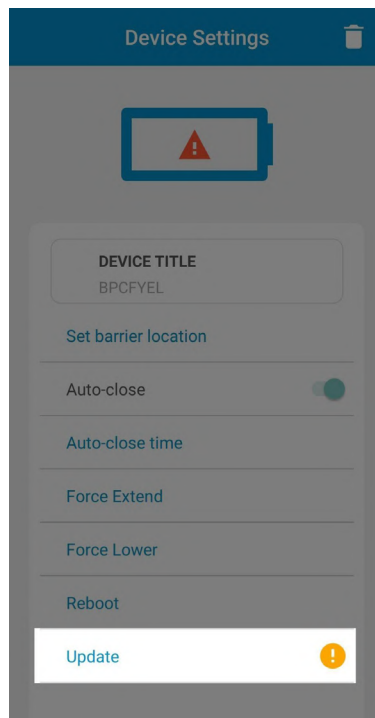 Device Settings
DEVICE TITLE
BPCFYEL
Set barrier location
Auto-close
Auto-close time
Force Extend
Force Lower
Reboot
Update